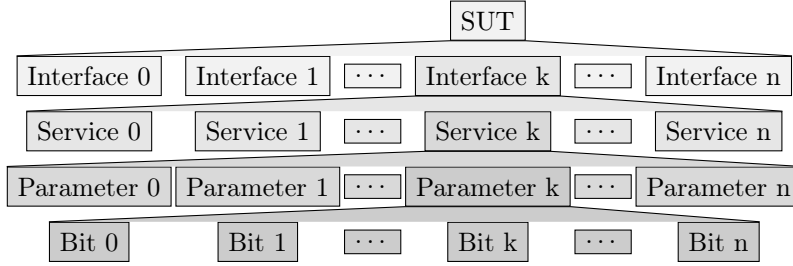 SUT
Interface 0 Interface 1 ... Interface k ... Interface n
Service 0 Service 1 ... Service k ... Service n
Parameter 0 Parameter 1 ... Parameter k ... Parameter n
Bit 0 Bit 1 ... Bit k ... Bit n